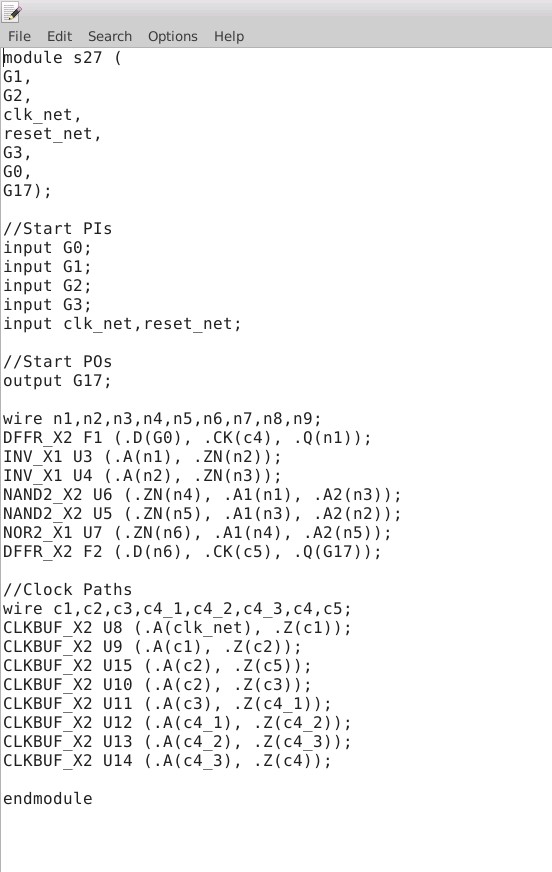 File Edit Search Options Help
module s27 (
G1,
G2,
clk_net,
reset_net,
G3,
G0,
G17);
//Start PIs
input G0;
input G1;
input G2;
input G3;
input clk_net,reset_net;
//Start POs
output G17;
wire n1,n2,n3,n4,n5,n6,n7,n8,n9;
DFFR_X2 F1 (.D(G0), .CK(c4), .Q(n1));
INV_X1 U3 (.A(n1), .ZN(n2));
INV_X1 U4 (.A(n2), .ZN(n3));
NAND2_X2 U6 (.ZN(n4), .A1(n1), .A2(n3));
NAND2_X2 U5 (.ZN(n5), .A1(n3), .A2(n2));
NOR2_X1 U7 (.ZN(n6), .A1(n4), .A2(n5));
DFFR_X2 F2 (.D(n6), .CK(c5), .Q(G17));
//Clock Paths
wire c1,c2,c3,c4_1,c4_2,c4_3,c4,c5;
CLKBUF_X2 U8 (.A(clk_net), .Z(c1));
CLKBUF_X2 U9 (.A(c1), .Z(c2));
CLKBUF_X2 U15 (.A(c2), .Z(c5));
CLKBUF_X2 U10 (.A(c2), .Z(c3));
CLKBUF_X2 U11 (.A(c3), .Z(c4_1));
CLKBUF_X2 U12 (.A(c4_1), .Z(c4_2));
CLKBUF_X2 U13 (.A(c4_2), .Z(c4_3));
CLKBUF_X2 U14 (.A(c4_3), .Z(c4));
endmodule